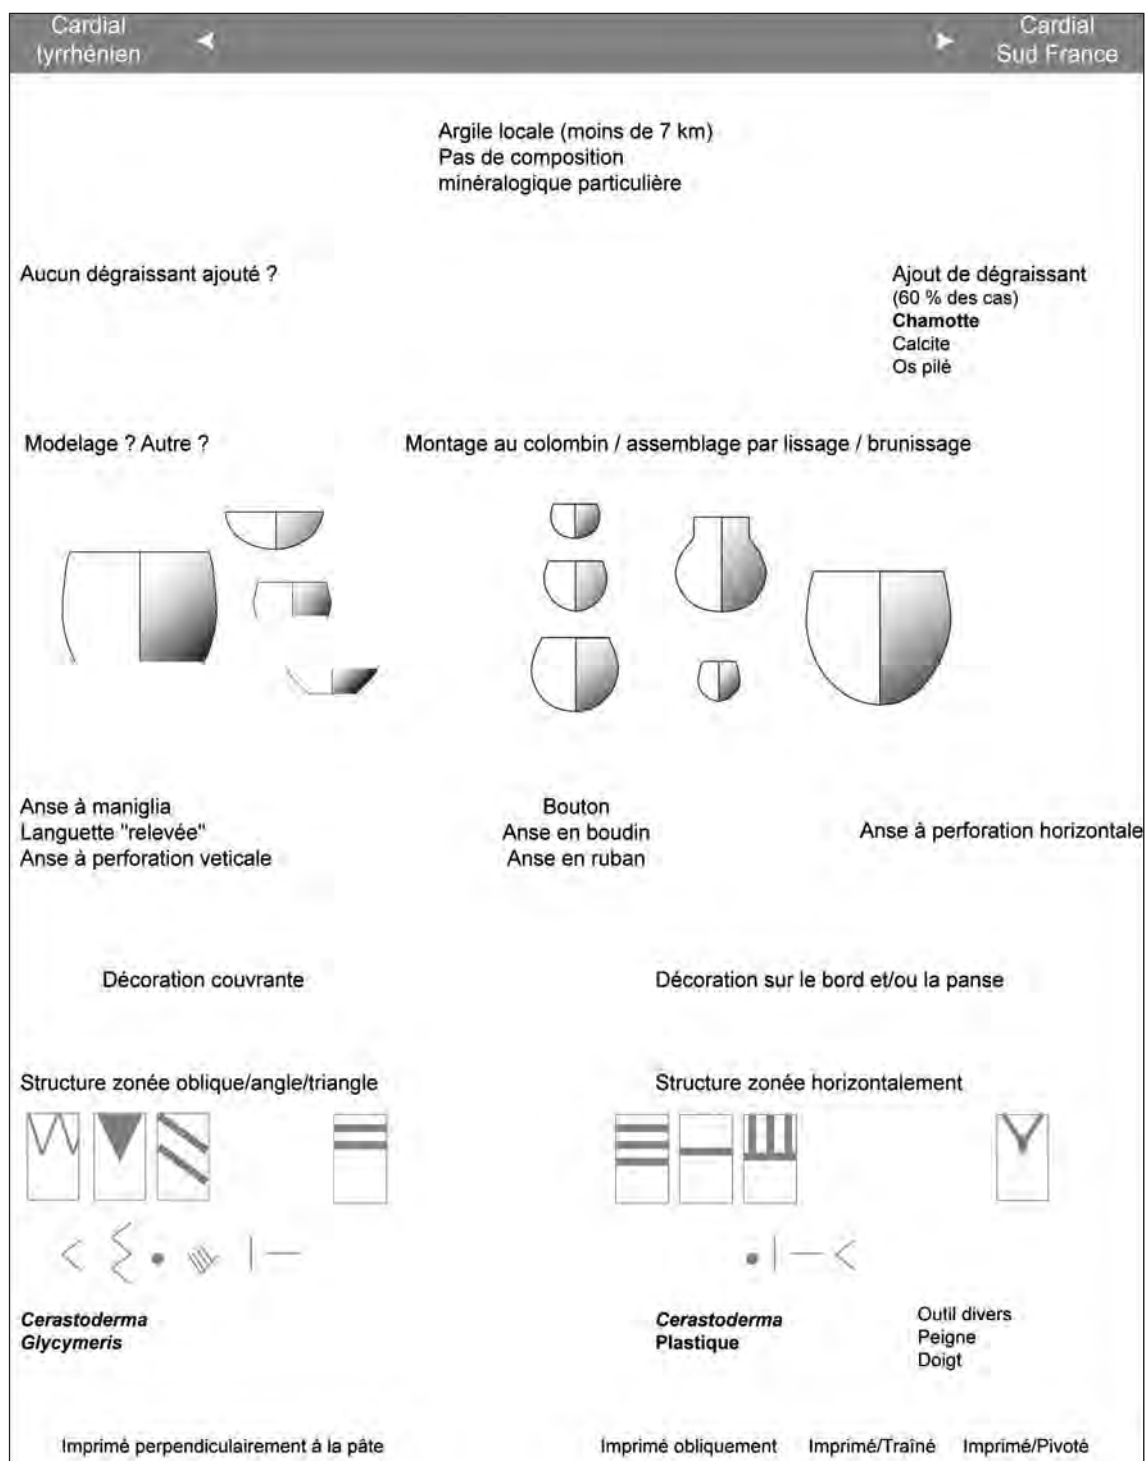 Cardial
tyrrhénien
Cardial
Sud France
Argile locale (moins de 7 km)
Pas de composition
minéralogique particulière
Aucun dégraissant ajouté ?
Ajout de dégraissant
(60 % des cas)
Chamotte
Calcite
Os pilé
Modelage ? Autre ?
Montage au colombin / assemblage par lissage / brunissage
Anse à maniglia
Languette "relevée"
Anse à perforation veticale
Bouton
Anse en boudin
Anse en ruban
Anse à perforation horizontale
Décoration couvrante
Décoration sur le bord et/ou la panse
Structure zonée oblique/angle/triangle
Structure zonée horizontalement
Cerastoderma
Glycymeris
Cerastoderma
Plastique
Outil divers
Peigne
Doigt
Imprimé perpendiculairement à la pâte
Imprimé obliquement
Imprimé/Traîné
Imprimé/Pivoté